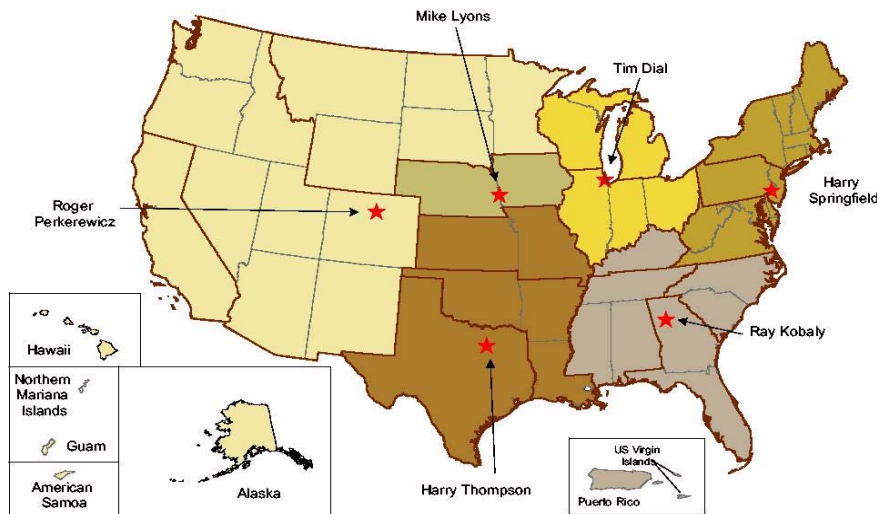 Mike Lyons
Tim Dial
Harry
Springfield
Roger
Perkerewicz
Ray Kobaly
Hawaii
Northern
Mariana
Islands
Guam
American
Samoa
Alaska
Harry Thompson
US Virgin
Islands
Puerto Rico